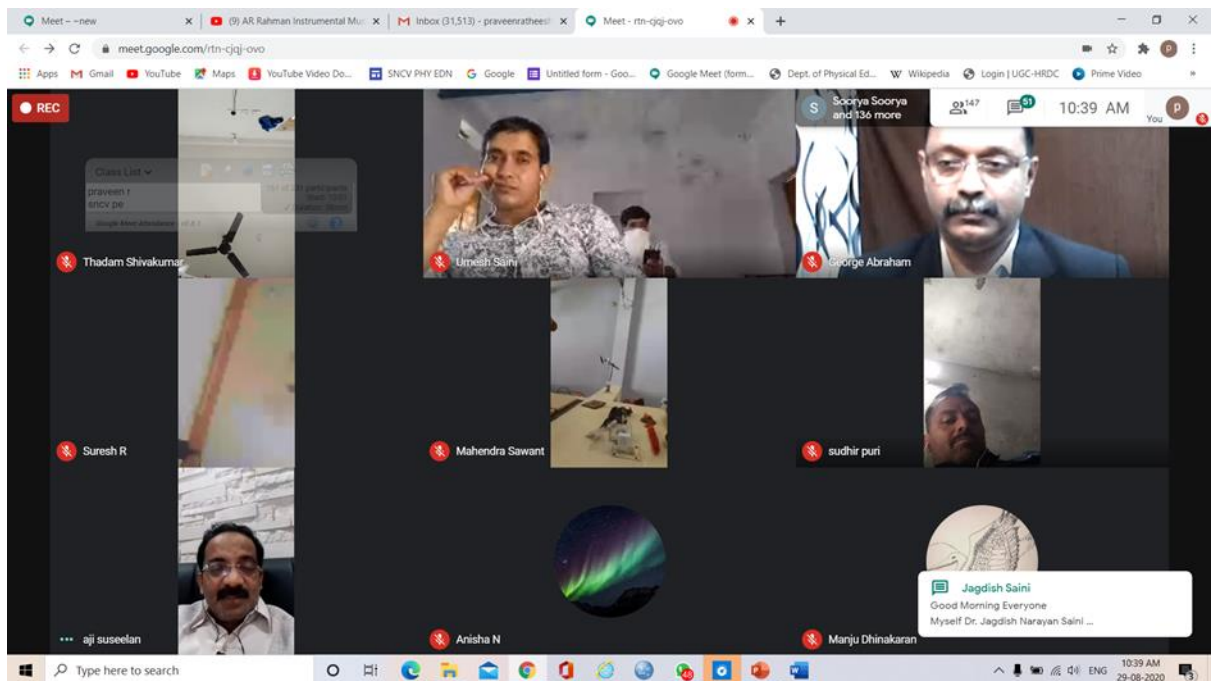 Meet - –new
(9) AR Rahman Instrumental Mu
Inbox (31,513) - praveenratheesh
Meet - rtn-cjqj-ovo
meet.google.com/rtn-cjqj-ovo
Apps
Gmail
YouTube
Maps
YouTube Video Do...
SNCV PHY EDN
Google
Untitled form - Goo...
Google Meet (form...
Dept. of Physical Ed...
Wikipedia
Login | UGC-HRDC
Prime Video
REC
S
Soorya Soorya
and 136 more
147
51
10:39 AM
You
p
Class List
praveen r
sncv pe
Thadam Shivakumar
Umesh Saini
George Abraham
Suresh R
Mahendra Sawant
sudhir puri
aji suseelan
Anisha N
Manju Dhinakaran
Jagdish Saini
Good Morning Everyone
Myself Dr. Jagdish Narayan Saini ...
Type here to search
ENG
10:39 AM
29-08-2020